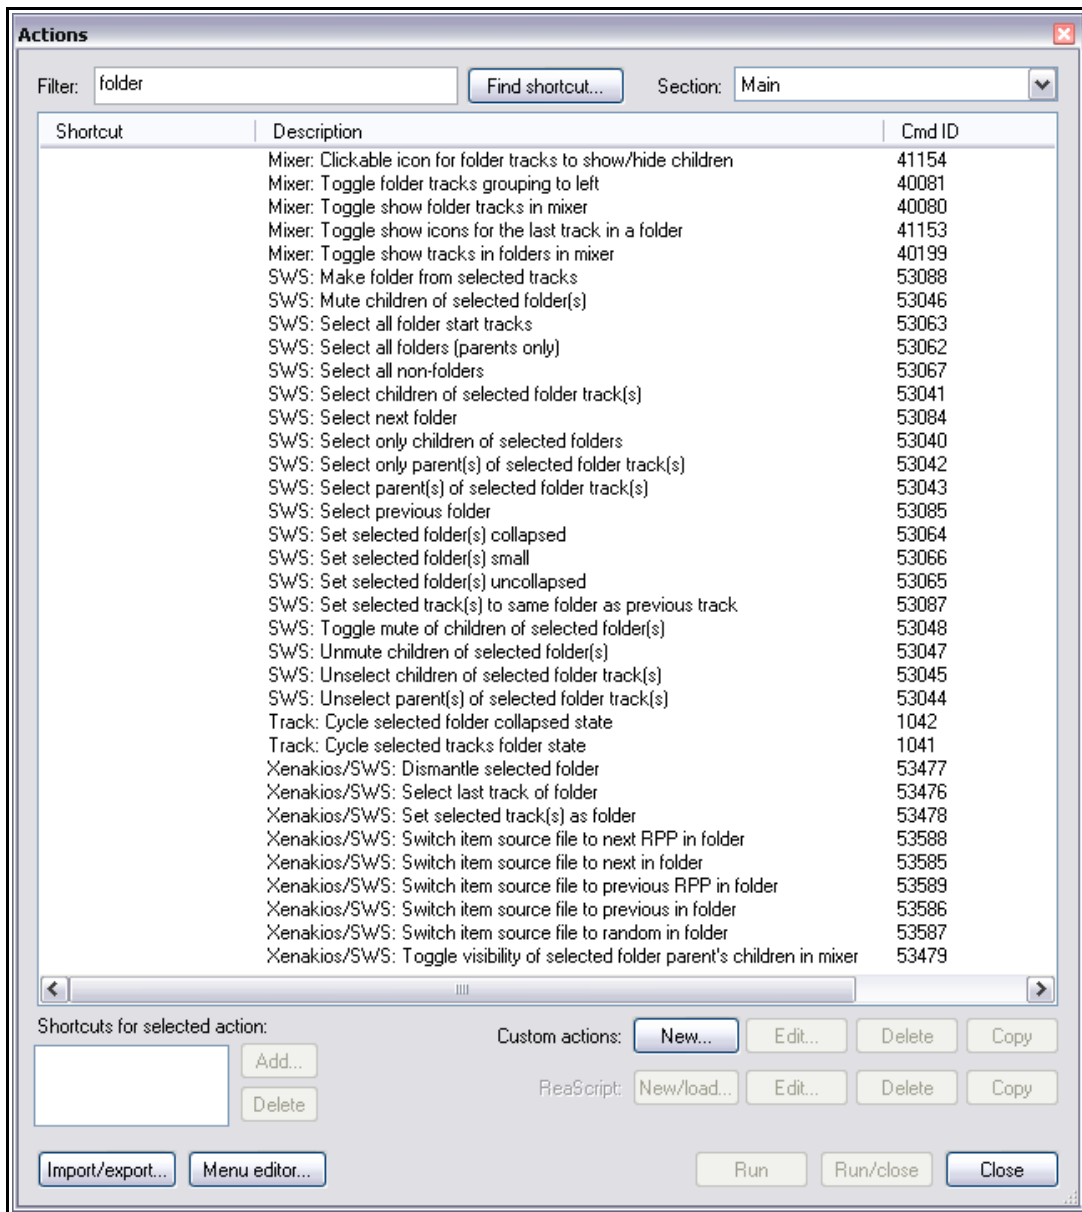 Actions
Filter: folder Find shortcut... Section: Main
Shortcut Description Cmd ID
Mixer: Clickable icon for folder tracks to show/hide children 41154
Mixer: Toggle folder tracks grouping to left 40081
Mixer: Toggle show folder tracks in mixer 40080
Mixer: Toggle show icons for the last track in a folder 41153
Mixer: Toggle show tracks in folders in mixer 40199
SWS: Make folder from selected tracks 53088
SWS: Mute children of selected folder(s) 53046
SWS: Select all folder start tracks 53063
SWS: Select all folders (parents only) 53062
SWS: Select all non-folders 53067
SWS: Select children of selected folder track(s) 53041
SWS: Select next folder 53084
SWS: Select only children of selected folders 53040
SWS: Select only parent(s) of selected folder track(s) 53042
SWS: Select parent(s) of selected folder track(s) 53043
SWS: Select previous folder 53085
SWS: Set selected folder(s) collapsed 53064
SWS: Set selected folder(s) small 53066
SWS: Set selected folder(s) uncollapsed 53065
SWS: Set selected track(s) to same folder as previous track 53087
SWS: Toggle mute of children of selected folder(s) 53048
SWS: Unmute children of selected folder(s) 53047
SWS: Unselect children of selected folder track(s) 53045
SWS: Unselect parent(s) of selected folder track(s) 53044
Track: Cycle selected folder collapsed state 1042
Track: Cycle selected tracks folder state 1041
Xenakios/SWS: Dismantle selected folder 53477
Xenakios/SWS: Select last track of folder 53476
Xenakios/SWS: Set selected track(s) as folder 53478
Xenakios/SWS: Switch item source file to next RPP in folder 53588
Xenakios/SWS: Switch item source file to next in folder 53585
Xenakios/SWS: Switch item source file to previous RPP in folder 53589
Xenakios/SWS: Switch item source file to previous in folder 53586
Xenakios/SWS: Switch item source file to random in folder 53587
Xenakios/SWS: Toggle visibility of selected folder parent's children in mixer 53479
Shortcuts for selected action:
Custom actions: New... Edit... Delete Copy
Add...
ReaScript: New/load... Edit... Delete Copy
Delete
Import/export... Menu editor... Run Run/close Close